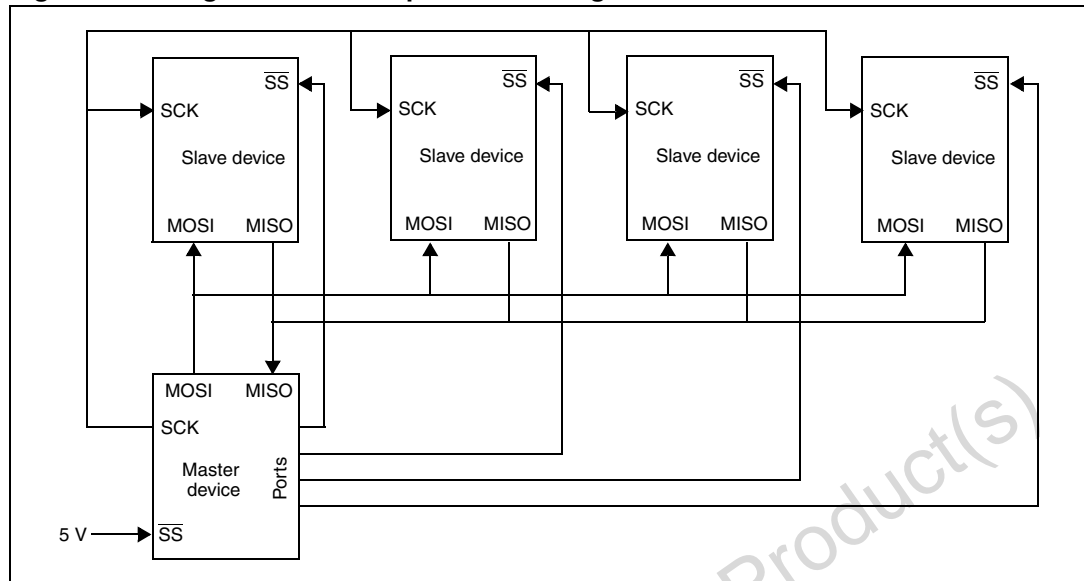 SS
SCK
Slave device
MOSI MISO
SS
SCK
Slave device
MOSI MISO
SS
SCK
Slave device
MOSI MISO
SS
SCK
Slave device
MOSI MISO
MOSI MISO
SCK
Master
device
Ports
5 V
SS
Product(s)